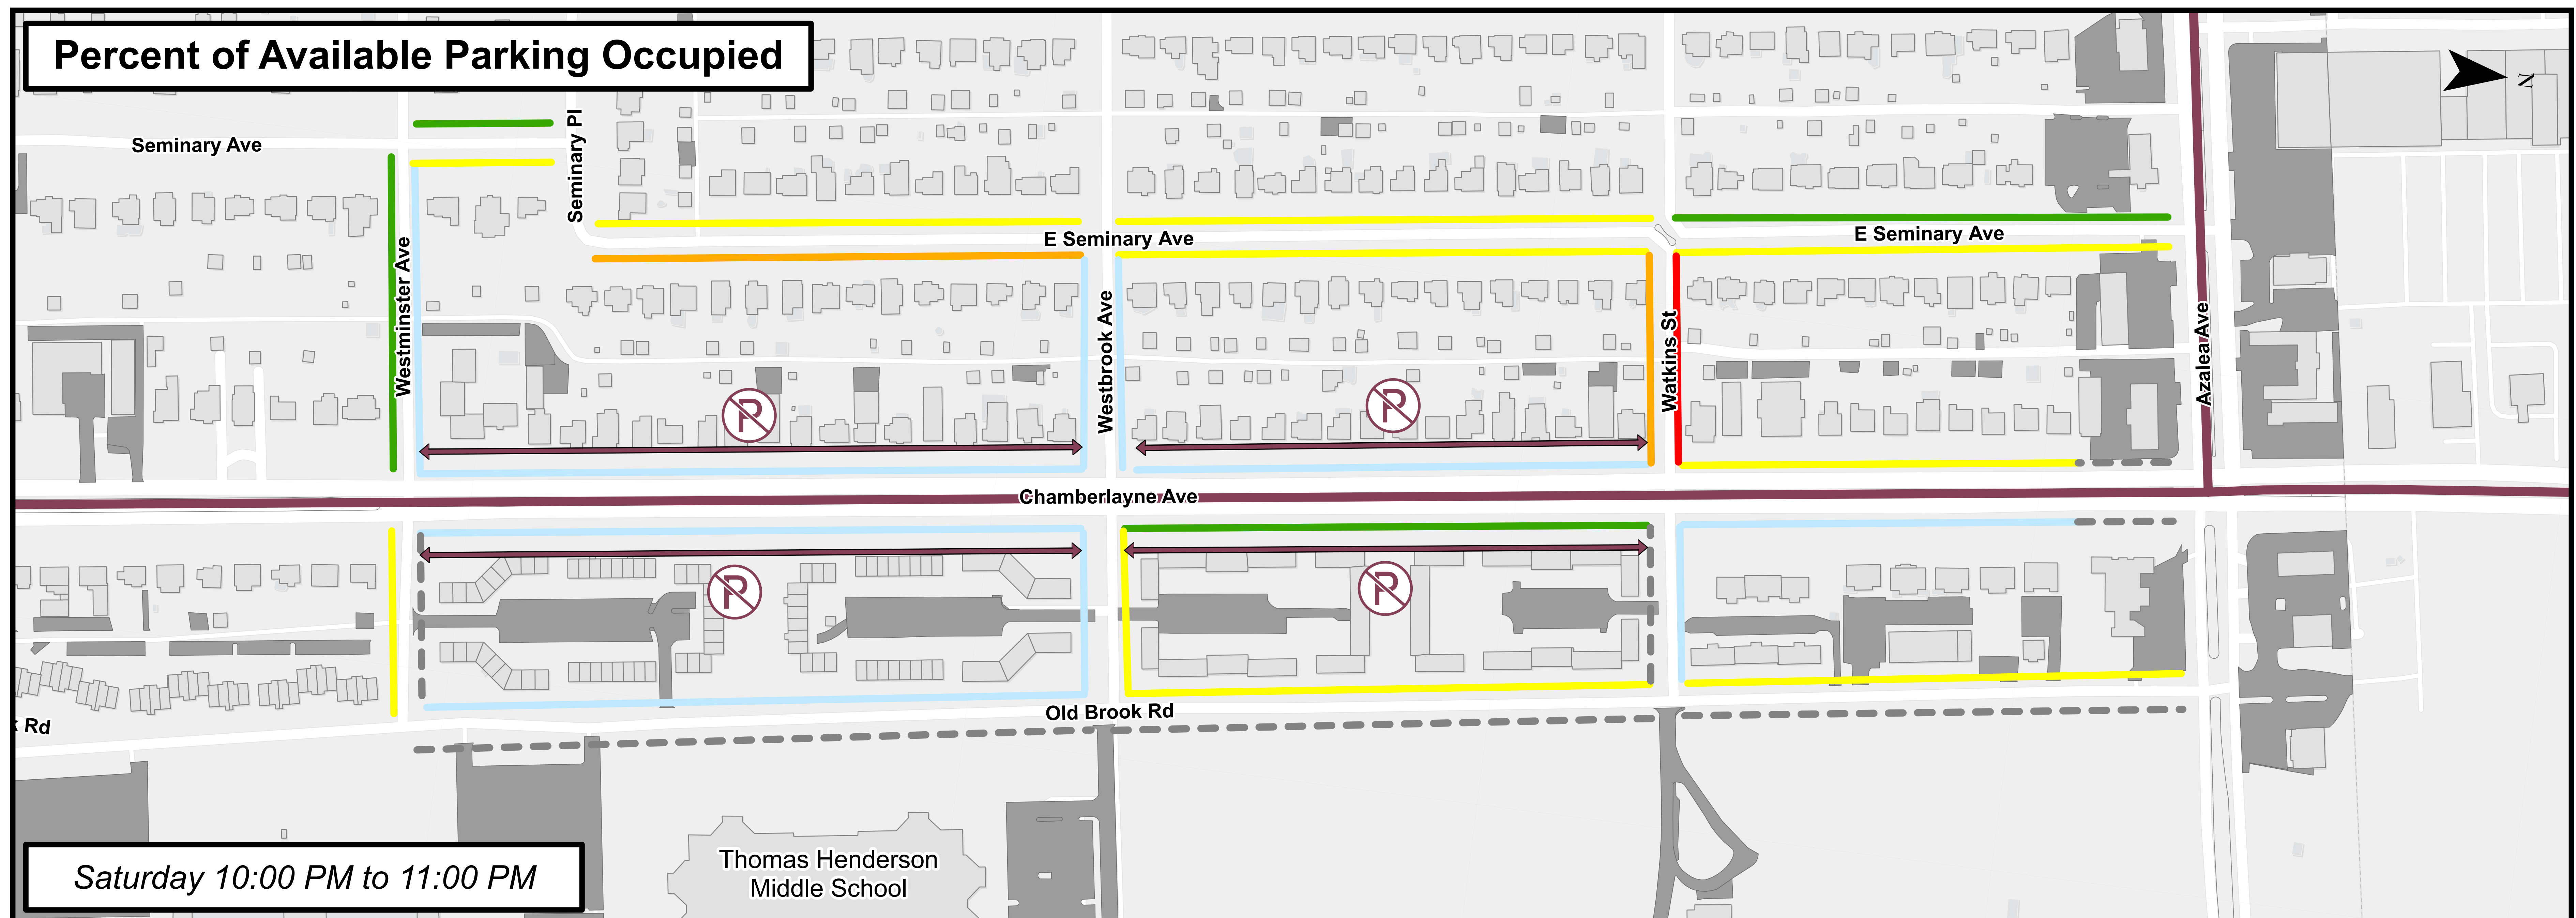 Percent of Available Parking Occupied
N
Seminary Ave
Seminary Pl
E Seminary Ave
E Seminary Ave
Westminster Ave
Westbrook Ave
Watkins St
Azalea Ave
P
P
Chamberlayne Ave
P
P
Old Brook Rd
k Rd
Thomas Henderson
Middle School
Saturday 10:00 PM to 11:00 PM